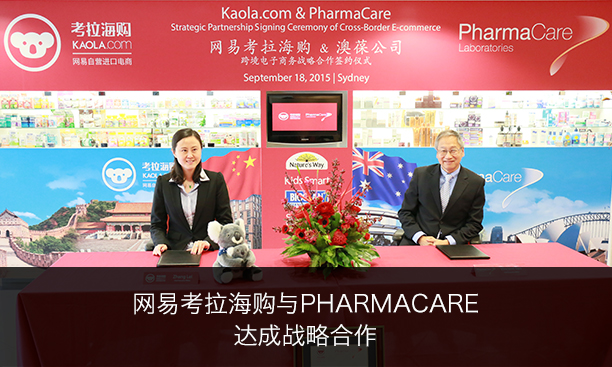 考拉海购
KAOLA.com
网易自营进口电商
Kaola.com & PharmaCare
Strategic Partnership Signing Ceremony of Cross-Border E-commerce
网易考拉海购 & 澳葆公司
跨境电子商务战略合作签约仪式
September 18, 2015 | Sydney
PharmaCare
Laboratories
考拉海购
KAOLA.com
Nature's Way
Kids Smart
PharmaCare
网易考拉海购与PHARMACARE
达成战略合作